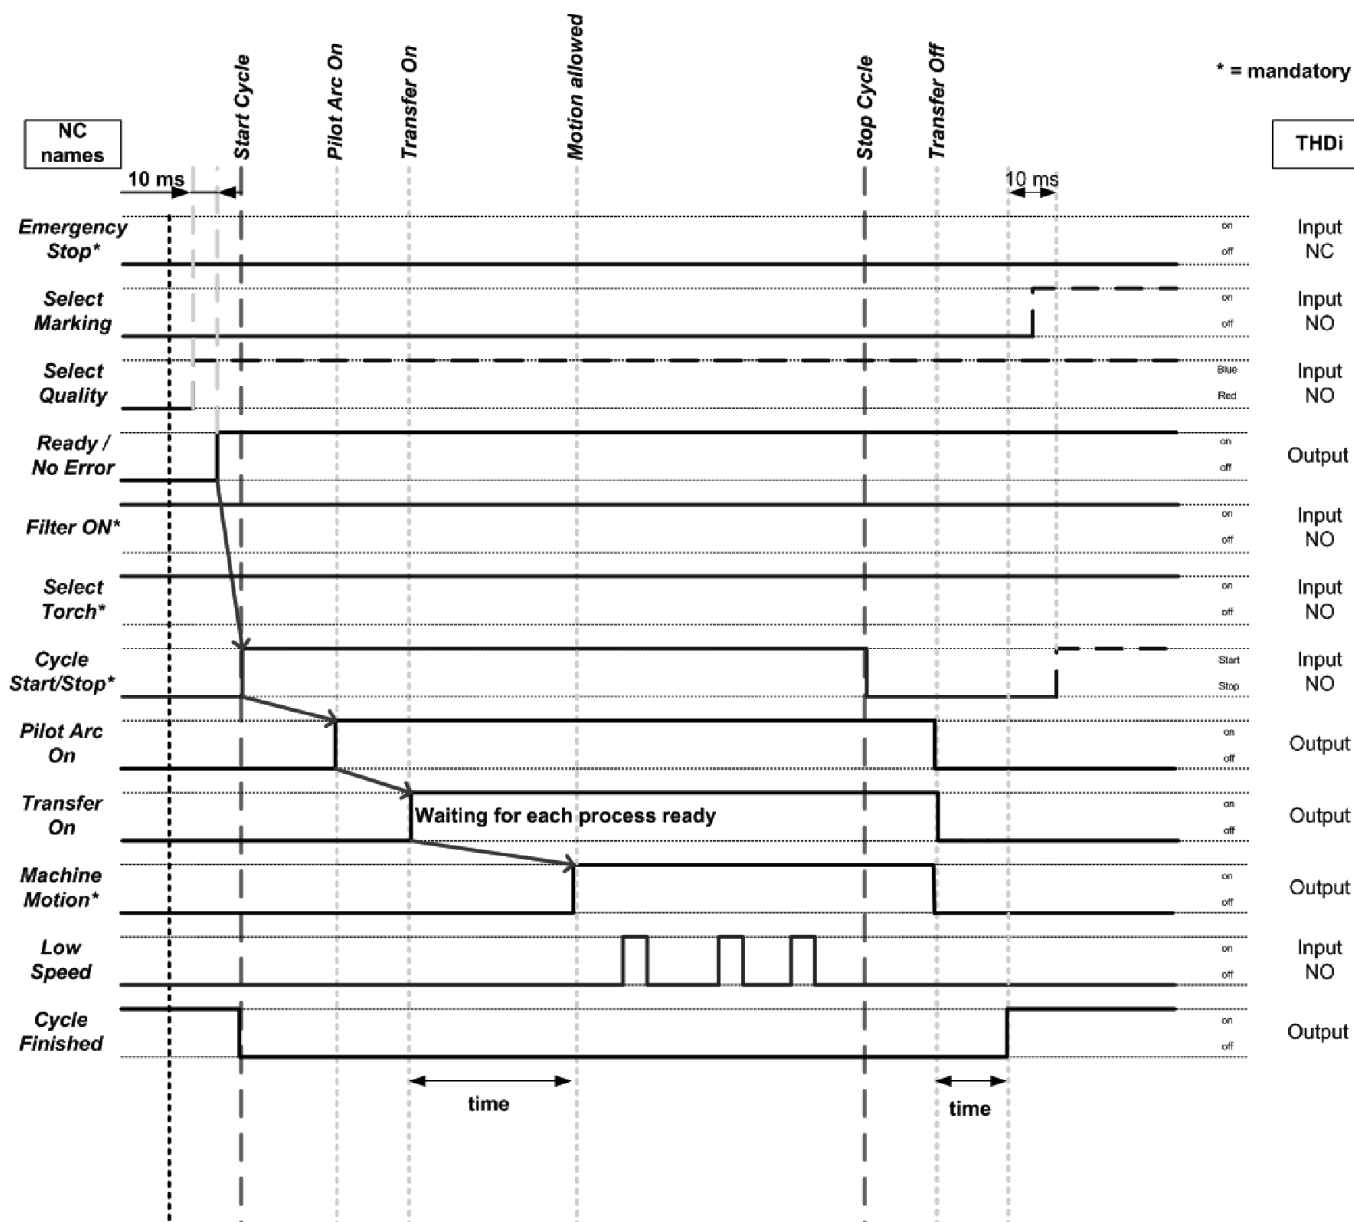 Start Cycle
Pilot Arc On
Transfer On
Motion allowed
Stop Cycle
Transfer Off
* = mandatory
NC
names
THDi
10 ms
10 ms
Emergency
Stop*
on
off
Input
NC
Select
Marking
on
off
Input
NO
Select
Quality
Blue
Red
Input
NO
Ready /
No Error
on
off
Output
Filter ON*
on
off
Input
NO
Select
Torch*
on
off
Input
NO
Cycle
Start/Stop*
Start
Stop
Input
NO
Pilot Arc
On
on
off
Output
Transfer
On
Waiting for each process ready
on
off
Output
Machine
Motion*
on
off
Output
Low
Speed
on
off
Input
NO
Cycle
Finished
on
off
Output
time
time